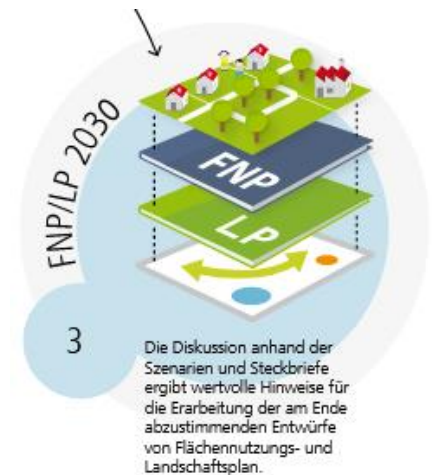 FNP/LP 2030
FNP
LP
3
Die Diskussion anhand der
Szenarien und Steckbriefe
ergibt wertvolle Hinweise für
die Erarbeitung der am Ende
abzustimmenden Entwürfe
von Flächennutzungs- und
Landschaftsplan.